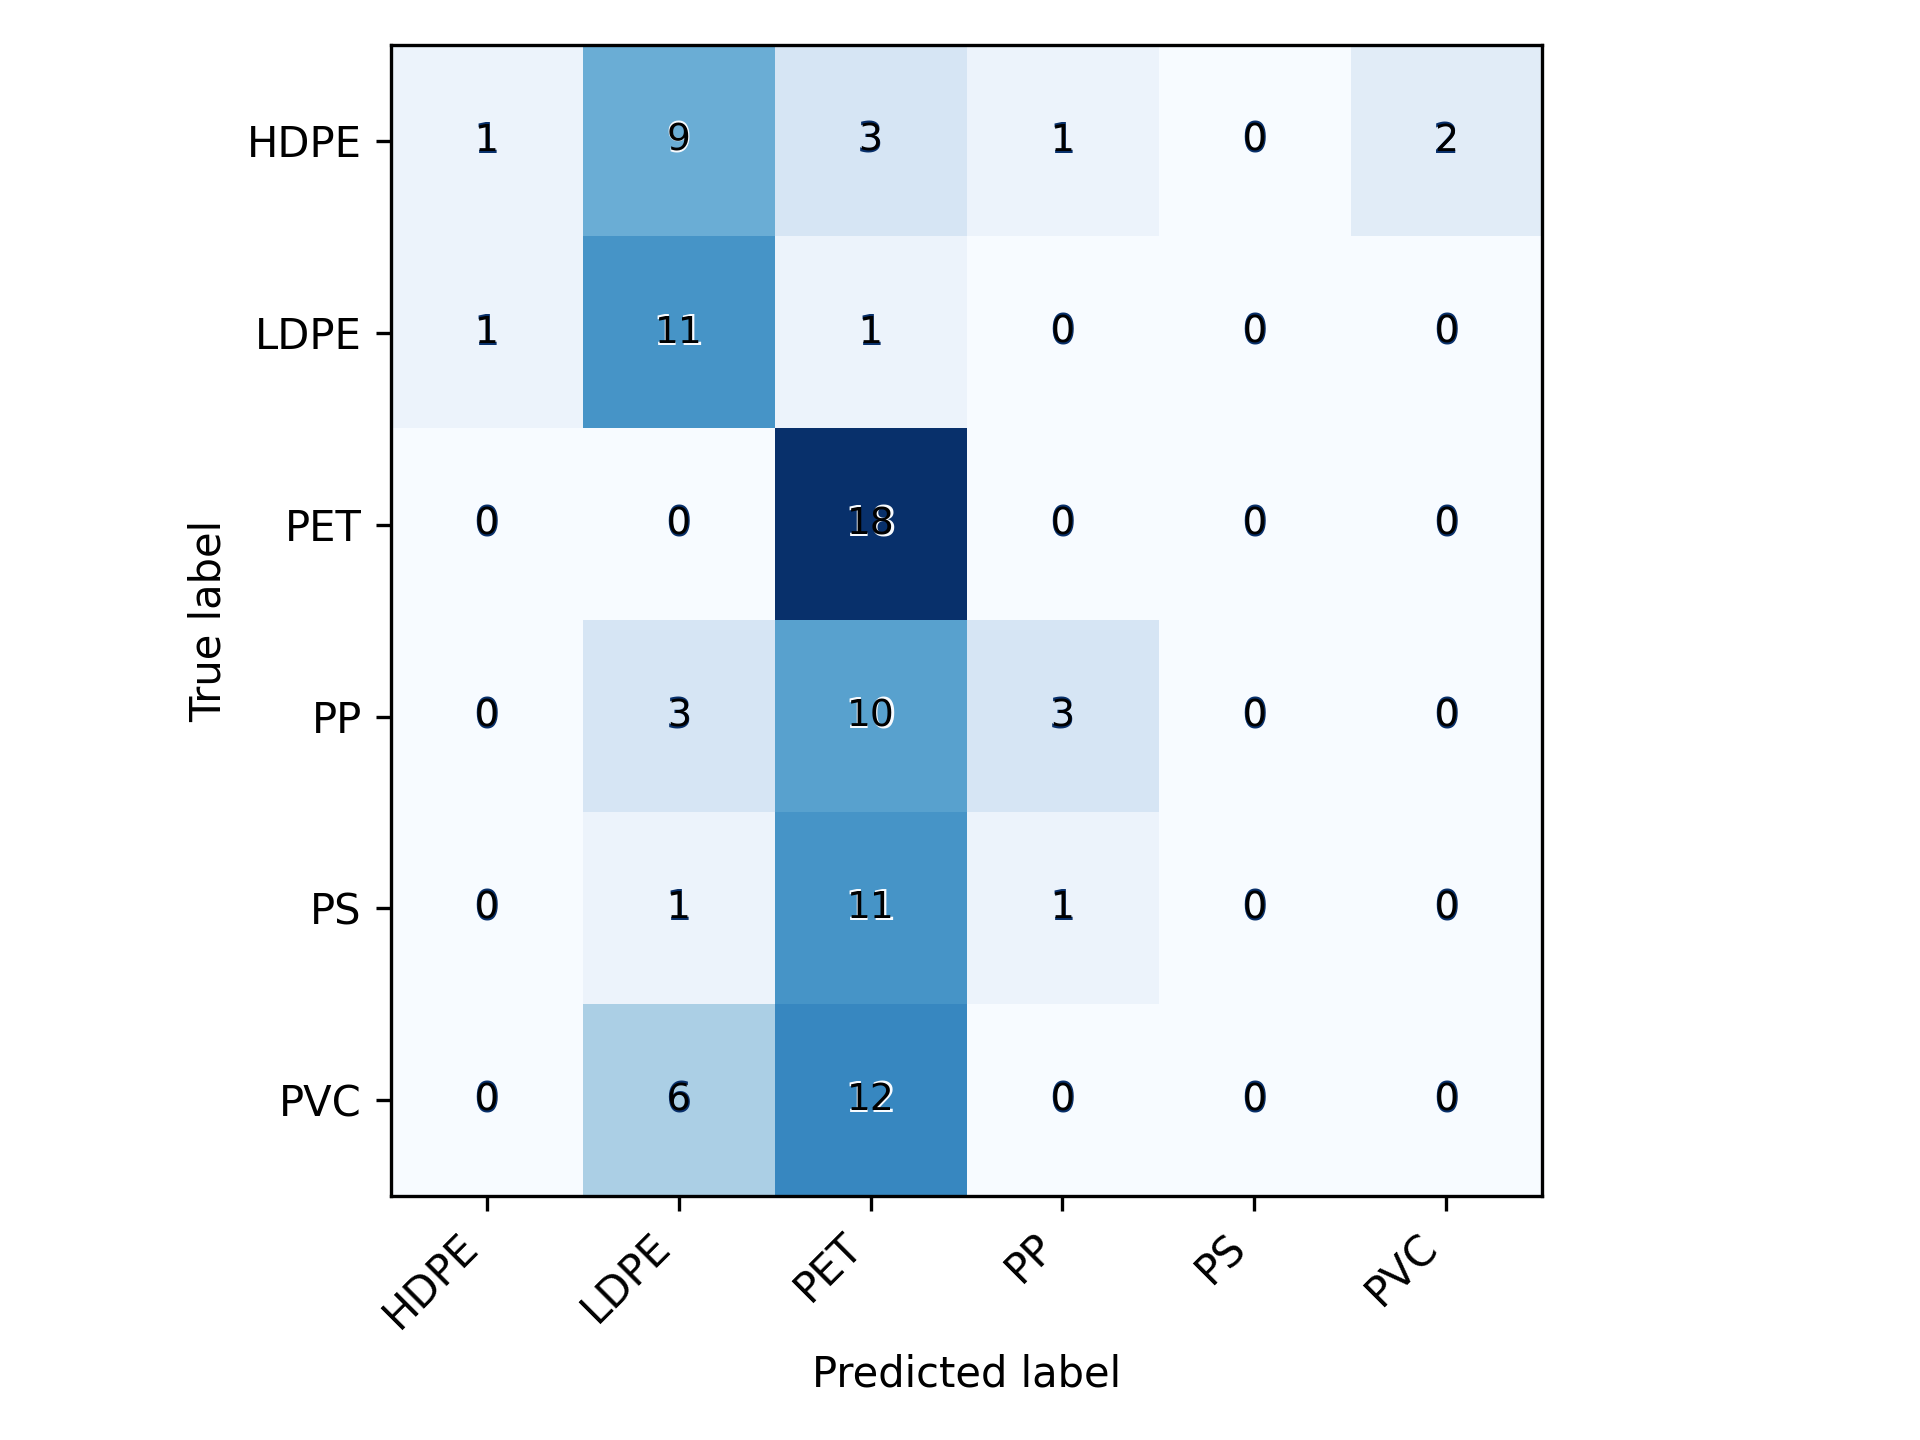 HDPE 1 9 3 1 0 2
LDPE 1 11 1 0 0 0
PET 0 0 18 0 0 0
PP 0 3 10 3 0 0
PS 0 1 11 1 0 0
PVC 0 6 12 0 0 0
True label
HDPE LDPE PET PP PS PVC
Predicted label